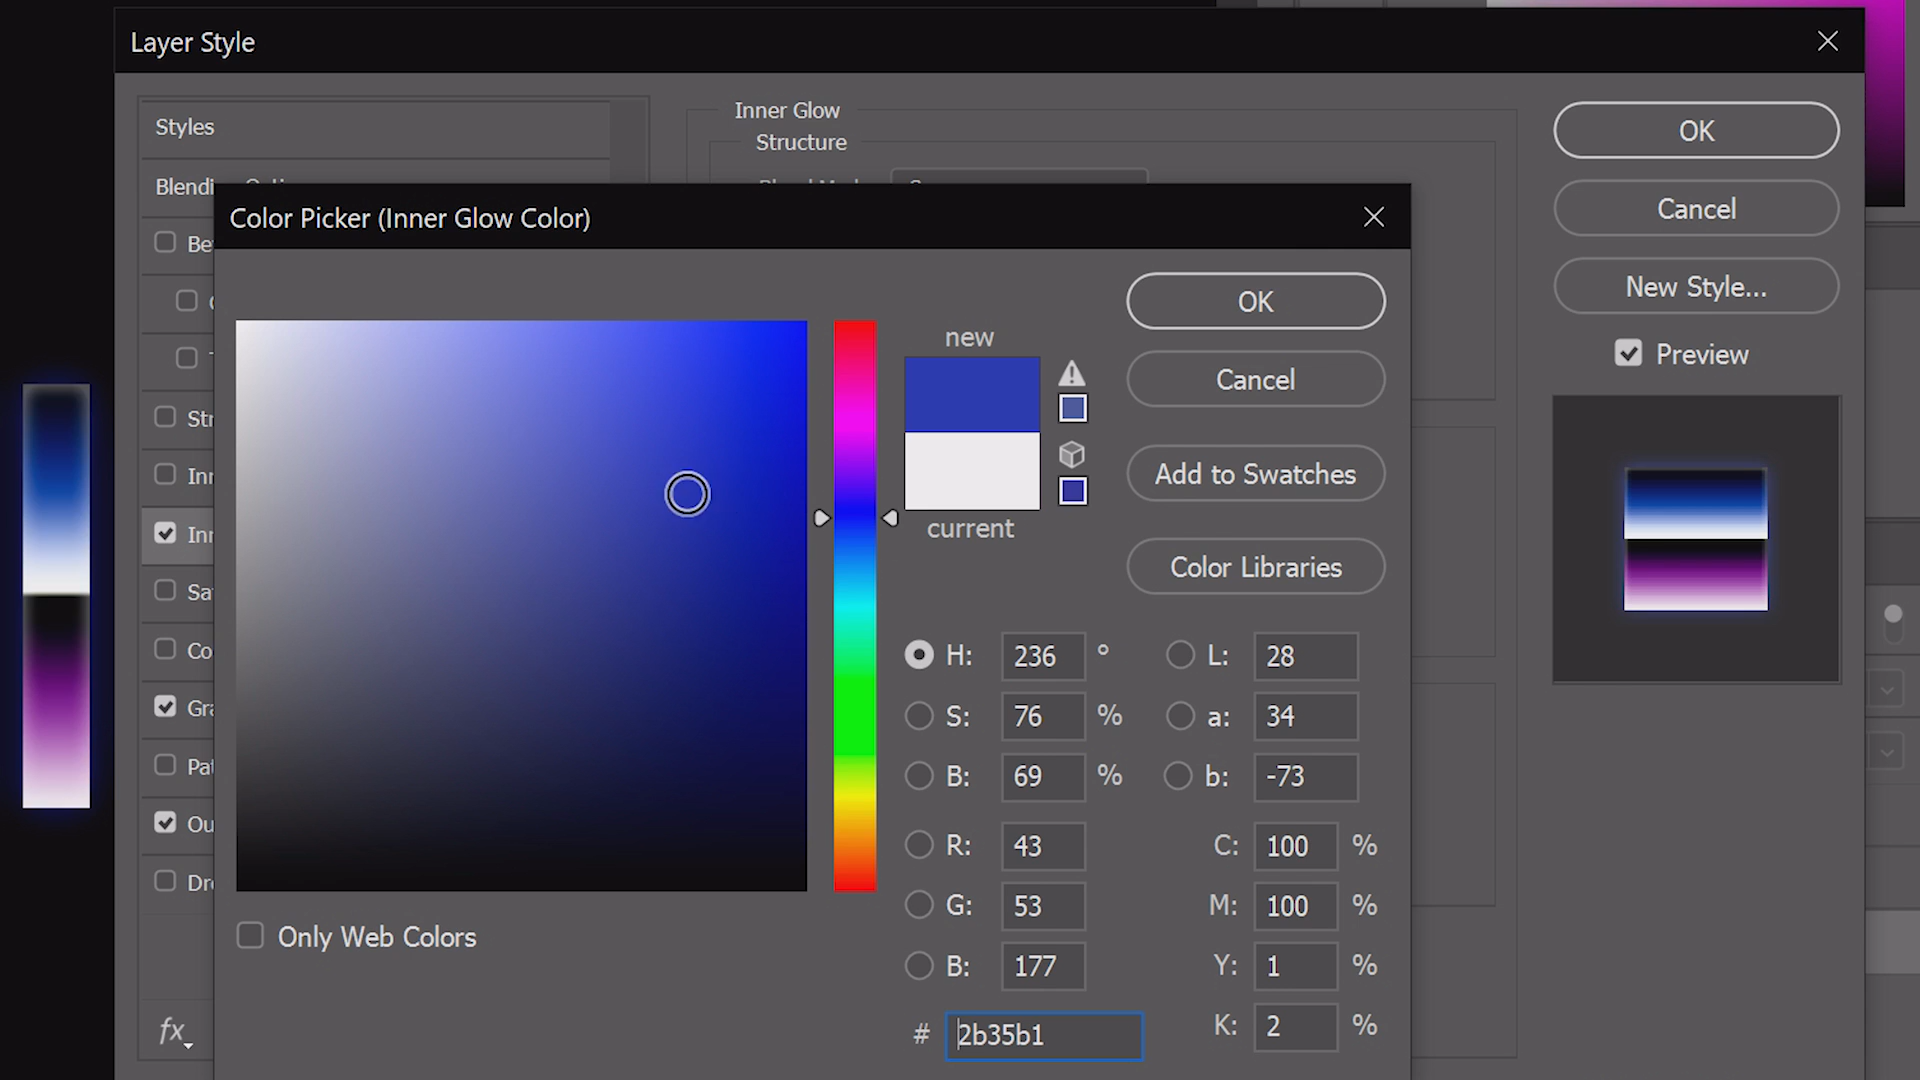 Layer Style
Styles
Inner Glow
Structure
OK
Cancel
New Style...
Preview
Color Picker (Inner Glow Color)
new
current
OK
Cancel
Add to Swatches
Color Libraries
H: 236 °
S: 76 %
B: 69 %
R: 43
G: 53
B: 177
# 2b35b1
L: 28
a: 34
b: -73
C: 100 %
M: 100 %
Y: 1 %
K: 2 %
Only Web Colors
fx